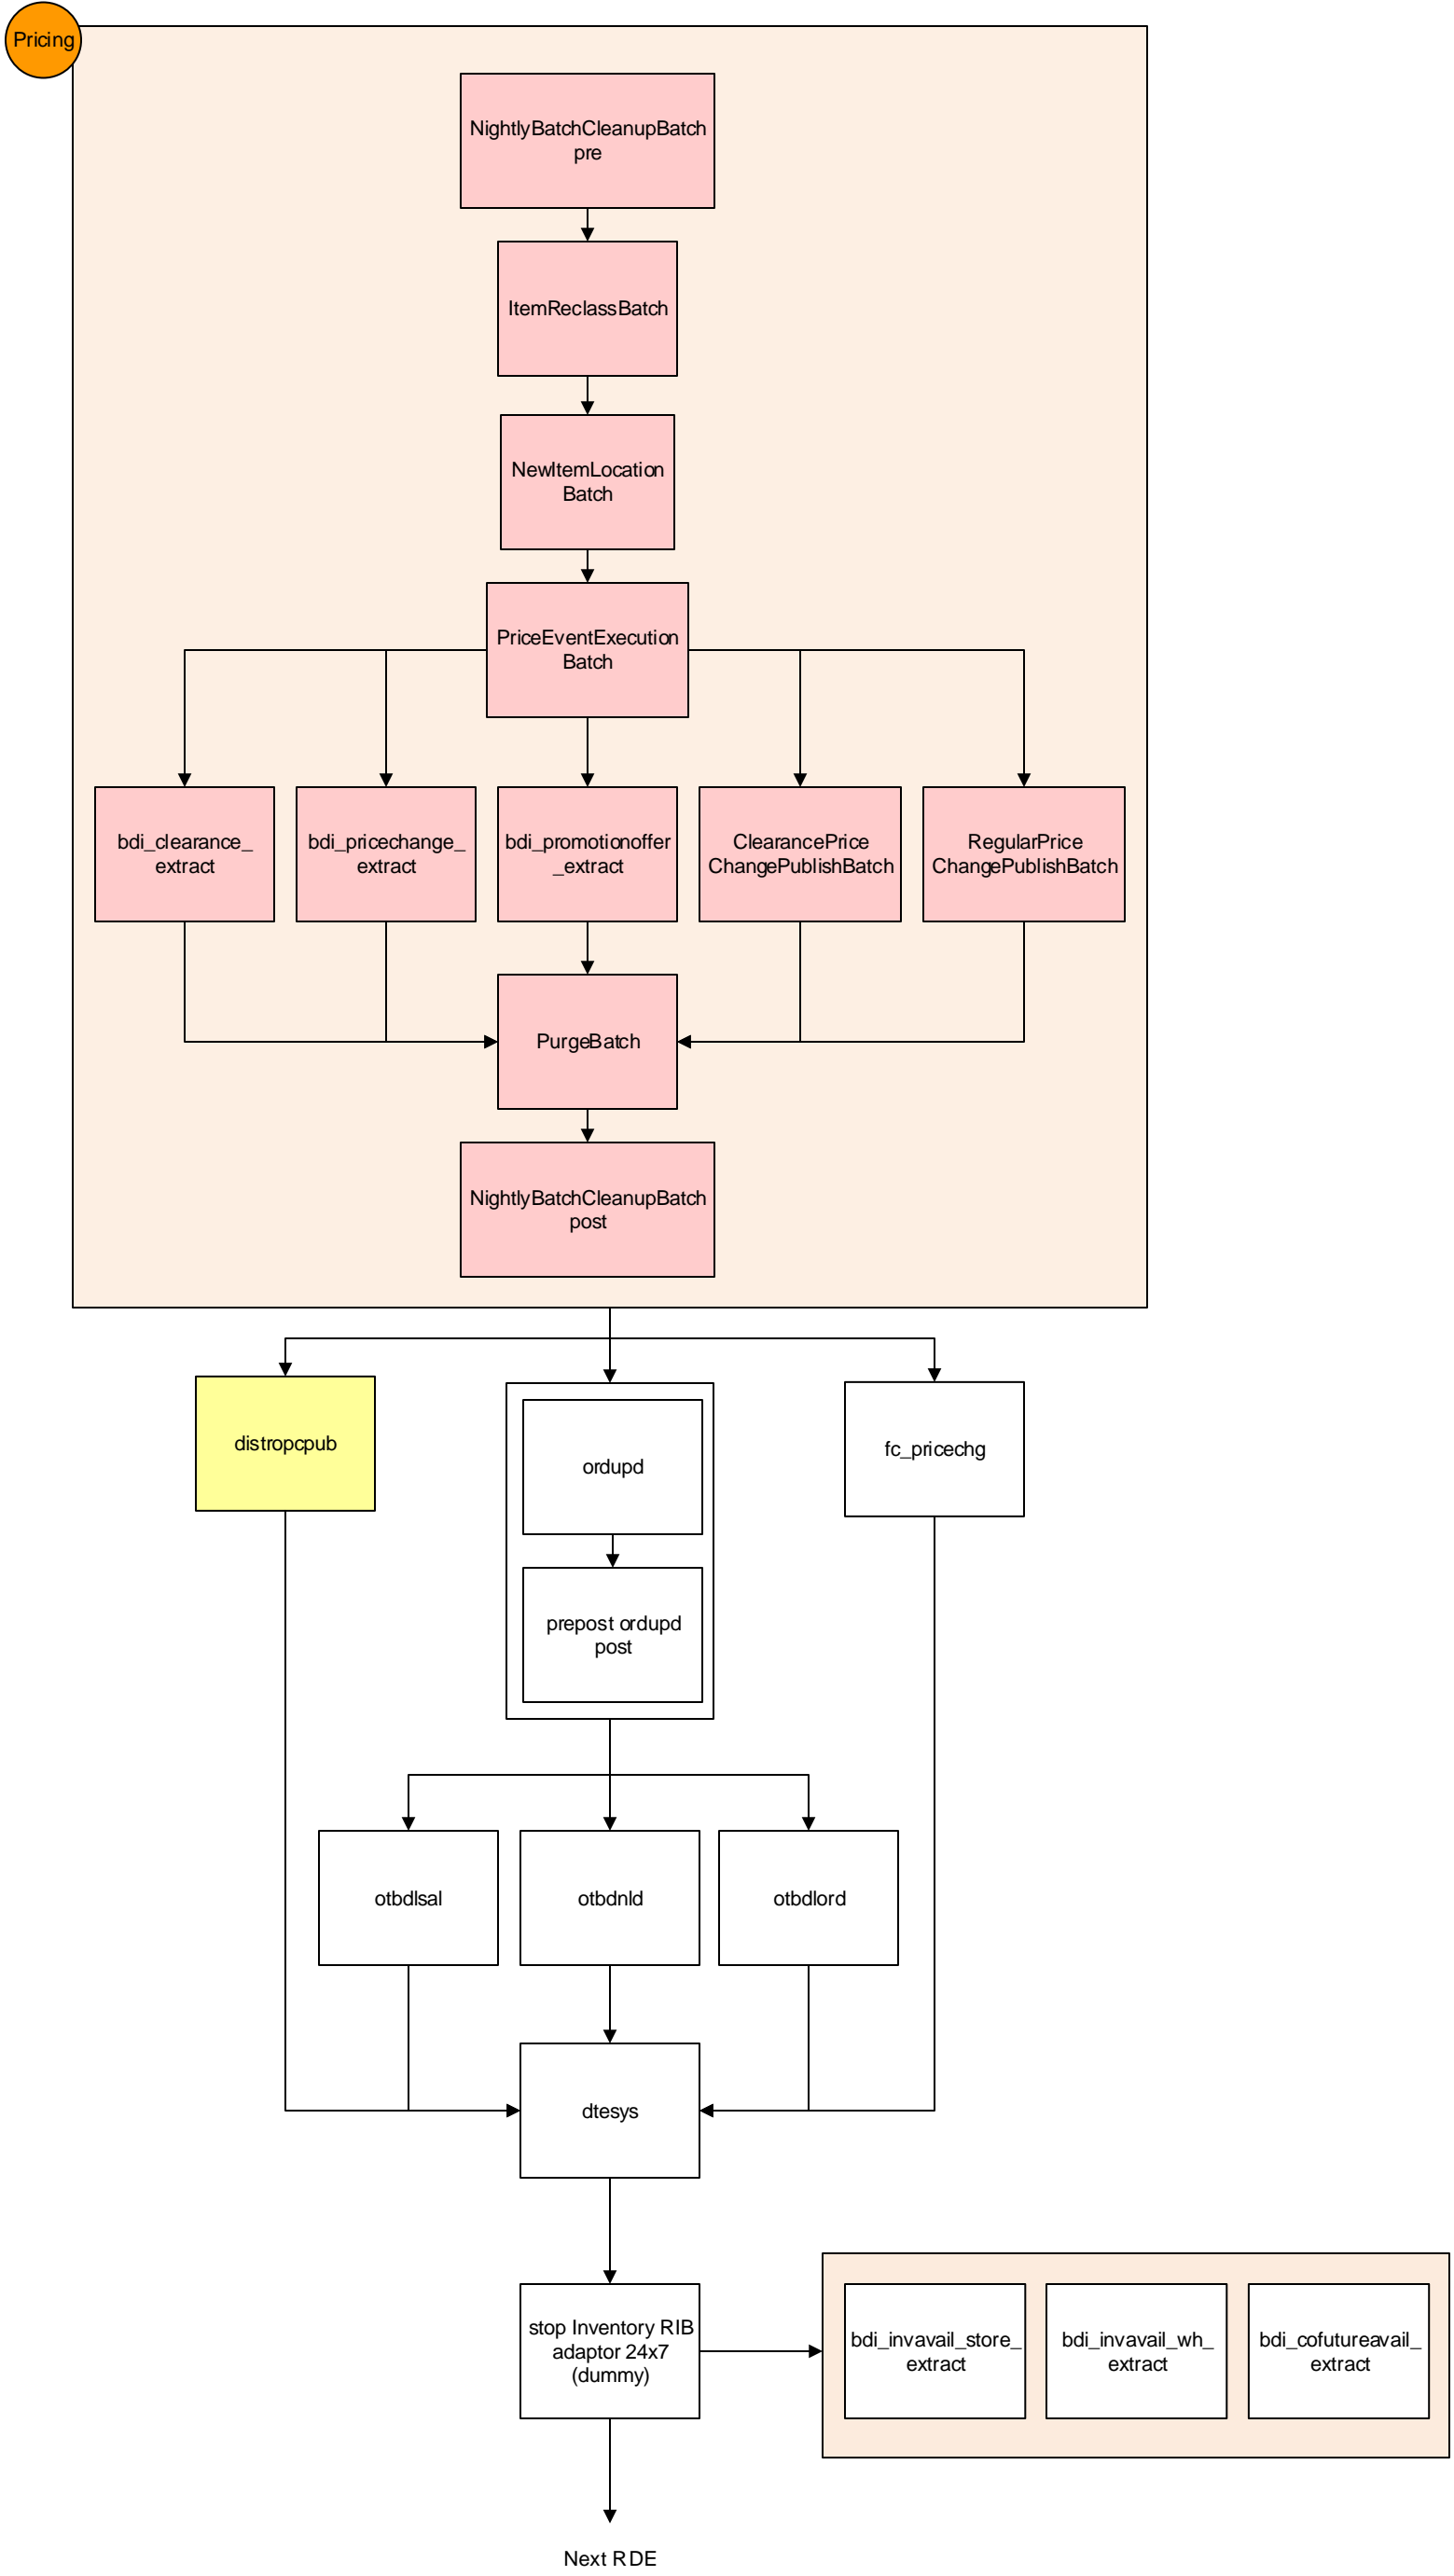 Pricing
NightlyBatchCleanupBatch
pre
ItemReclassBatch
NewItemLocation
Batch
PriceEventExecution
Batch
bdi_clearance_
extract
bdi_pricechange_
extract
bdi_promotionoffer
_extract
ClearancePrice
ChangePublishBatch
RegularPrice
ChangePublishBatch
PurgeBatch
NightlyBatchCleanupBatch
post
distropcpub
ordupd
fc_pricechg
prepost ordupd
post
otbdlsal
otbdnld
otbdlord
dtesys
stop Inventory RIB
adaptor 24x7
(dummy)
bdi_invavail_store_
extract
bdi_invavail_wh_
extract
bdi_cofutureavail_
extract
Next RDE